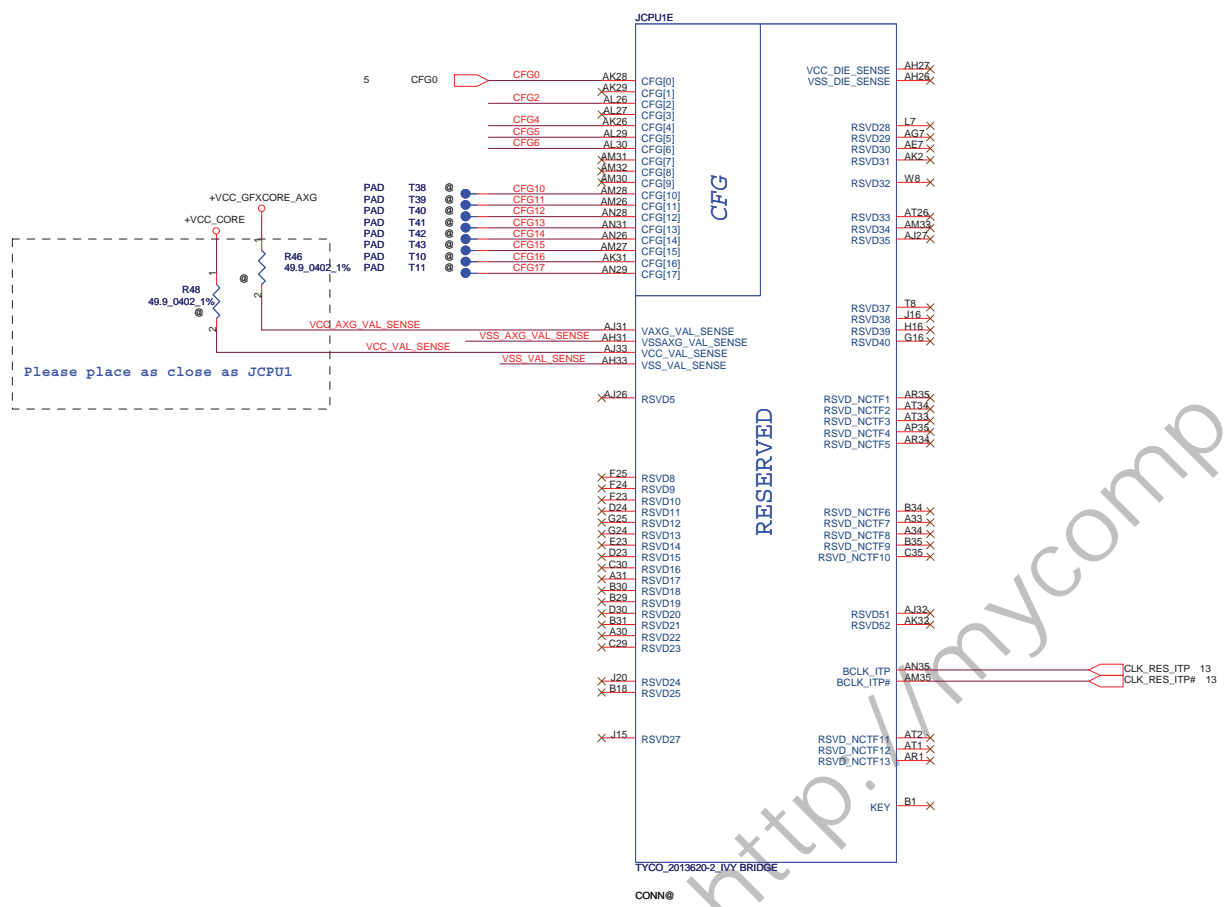 JCPU1E
5 CFG0 CFG0 AK28 CFG[0]
AK29 CFG[1]
CFG2 AL26 CFG[2]
AL27 CFG[3]
CFG4 AK26 CFG[4]
CFG5 AL29 CFG[5]
CFG6 AL30 CFG[6]
AM31 CFG[7]
AM32 CFG[8]
AM30 CFG[9]
PAD T38 @ CFG10 AM28 CFG[10]
PAD T39 @ CFG11 AM26 CFG[11]
PAD T40 @ CFG12 AN28 CFG[12]
PAD T41 @ CFG13 AN31 CFG[13]
PAD T42 @ CFG14 AN26 CFG[14]
PAD T43 @ CFG15 AM27 CFG[15]
PAD T10 @ CFG16 AK31 CFG[16]
PAD T11 @ CFG17 AN29 CFG[17]
CFG
+VCC_GFXCORE_AXG
+VCC_CORE
1
R46
49.9_0402_1%
@
2
1
R48
49.9_0402_1%
@
2
Please place as close as JCPU1
VCC_AXG_VAL_SENSE AJ31 VAXG_VAL_SENSE
VSS_AXG_VAL_SENSE AH31 VSSAXG_VAL_SENSE
VCC_VAL_SENSE AJ33 VCC_VAL_SENSE
VSS_VAL_SENSE AH33 VSS_VAL_SENSE
AJ26 RSVD5
RESERVED
F25 RSVD8
F24 RSVD9
F23 RSVD10
D24 RSVD11
G25 RSVD12
G24 RSVD13
E23 RSVD14
D23 RSVD15
C30 RSVD16
A31 RSVD17
B30 RSVD18
B29 RSVD19
D30 RSVD20
B31 RSVD21
A30 RSVD22
C29 RSVD23
J20 RSVD24
B18 RSVD25
J15 RSVD27
VCC_DIE_SENSE AH27
VSS_DIE_SENSE AH26
RSVD28 L7
RSVD29 AG7
RSVD30 AE7
RSVD31 AK2
RSVD32 W8
RSVD33 AT26
RSVD34 AM33
RSVD35 AJ27
RSVD37 T8
RSVD38 J16
RSVD39 H16
RSVD40 G16
RSVD_NCTF1 AR35
RSVD_NCTF2 AT34
RSVD_NCTF3 AT33
RSVD_NCTF4 AP35
RSVD_NCTF5 AR34
RSVD_NCTF6 B34
RSVD_NCTF7 A33
RSVD_NCTF8 A34
RSVD_NCTF9 B35
RSVD_NCTF10 C35
RSVD51 AJ32
RSVD52 AK32
BCLK_ITP AN35 CLK_RES_ITP 13
BCLK_ITP# AM35 CLK_RES_ITP# 13
RSVD_NCTF11 AT2
RSVD_NCTF12 AT1
RSVD_NCTF13 AR1
KEY B1
TYCO_2013620-2_IVY BRIDGE
CONN@
http://mycomp